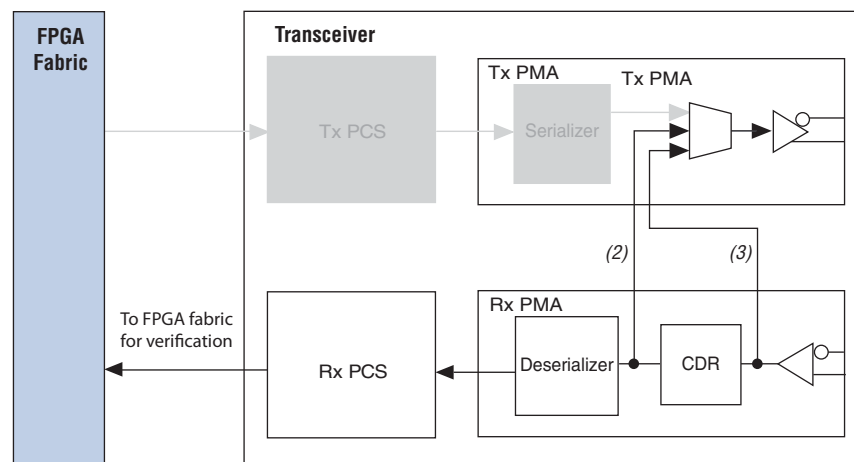 FPGA
Fabric
Transceiver
Tx PMA
Tx PMA
Tx PCS
Serializer
(2)
(3)
To FPGA fabric
for verification
Rx PMA
Rx PCS
Deserializer
CDR